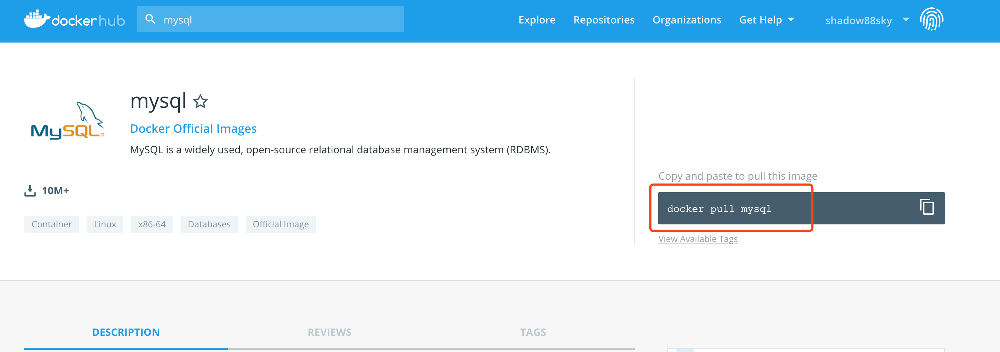 docker hub
mysql
Explore
Repositories
Organizations
Get Help
shadow88sky
MySQL®
mysql
Docker Official Images
MySQL is a widely used, open-source relational database management system (RDBMS).
10M+
Container
Linux
x86-64
Databases
Official Image
Copy and paste to pull this image
docker pull mysql
View Available Tags
DESCRIPTION
REVIEWS
TAGS